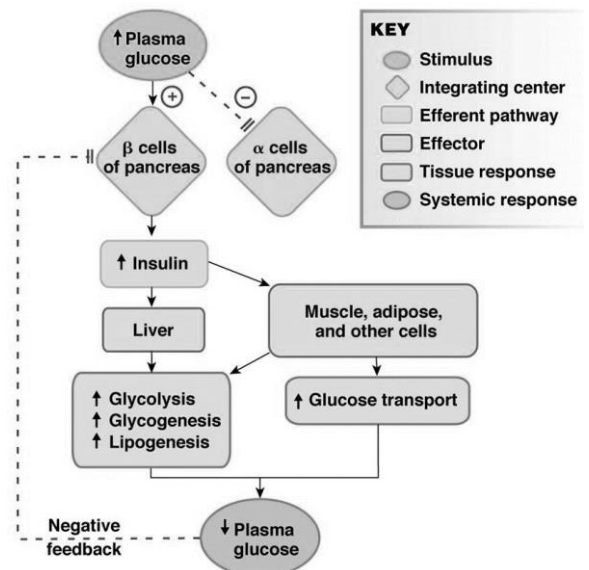 ↑ Plasma
glucose
+
−
β cells
of pancreas
α cells
of pancreas
↑ Insulin
Liver
Muscle, adipose,
and other cells
↑ Glycolysis
↑ Glycogenesis
↑ Lipogenesis
↑ Glucose transport
Negative
feedback
↓ Plasma
glucose
KEY
Stimulus
Integrating center
Efferent pathway
Effector
Tissue response
Systemic response